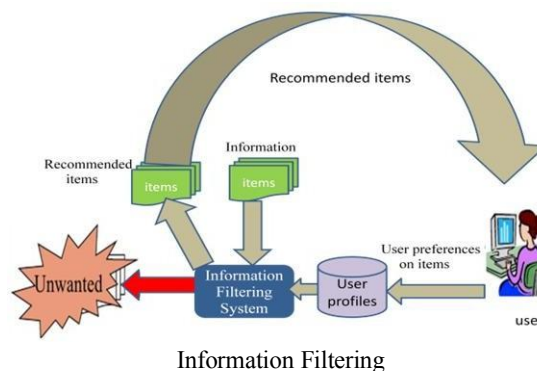 Recommended items
Information
Recommended
items
items
items
User preferences
on items
Unwanted
Information
Filtering
System
User
profiles
use
Information Filtering